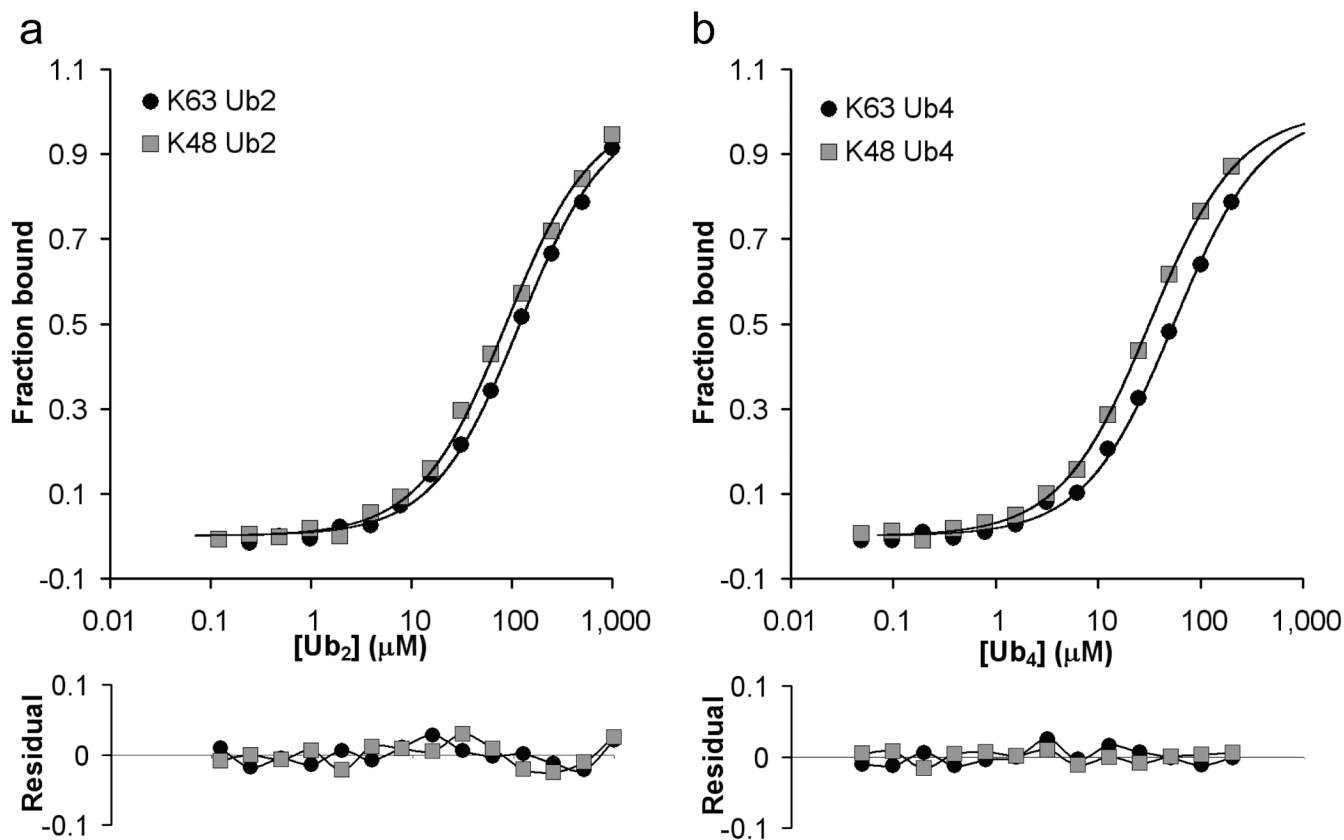 a
1.1
0.9
0.7
0.5
0.3
0.1
-0.1
Fraction bound
K63 Ub2
K48 Ub2
0.01 0.1 1 10 100 1,000
[Ub2] (μM)
0.1
0
-0.1
Residual
b
1.1
0.9
0.7
0.5
0.3
0.1
-0.1
Fraction bound
K63 Ub4
K48 Ub4
0.01 0.1 1 10 100 1,000
[Ub4] (μM)
0.1
0
-0.1
Residual